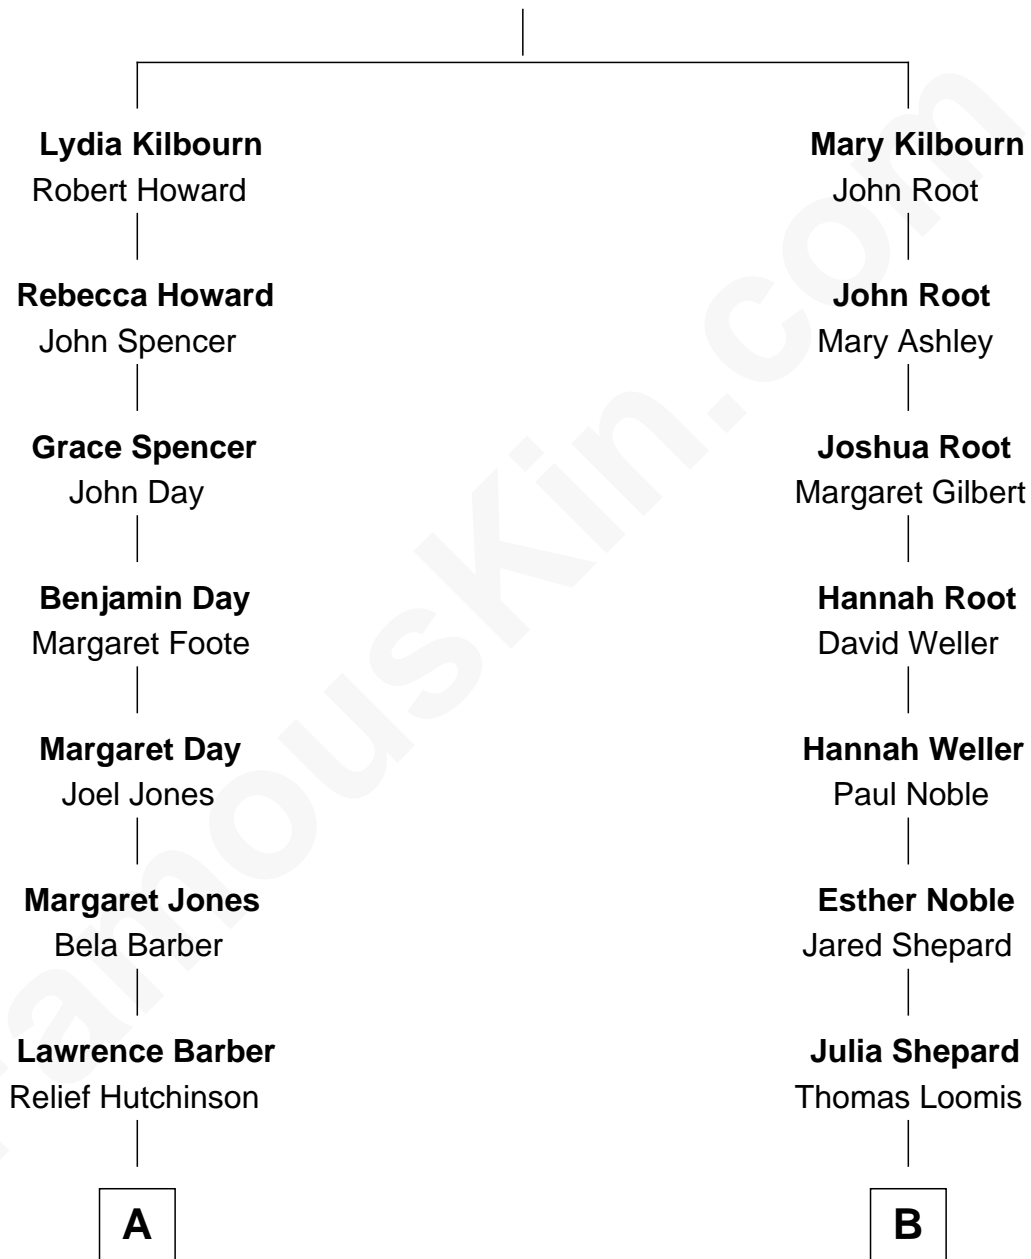 Lydia Kilbourn
Robert Howard
Rebecca Howard
John Spencer
Grace Spencer
John Day
Benjamin Day
Margaret Foote
Margaret Day
Joel Jones
Margaret Jones
Bela Barber
Lawrence Barber
Relief Hutchinson
A
Mary Kilbourn
John Root
John Root
Mary Ashley
Joshua Root
Margaret Gilbert
Hannah Root
David Weller
Hannah Weller
Paul Noble
Esther Noble
Jared Shepard
Julia Shepard
Thomas Loomis
B
FamousKin.com